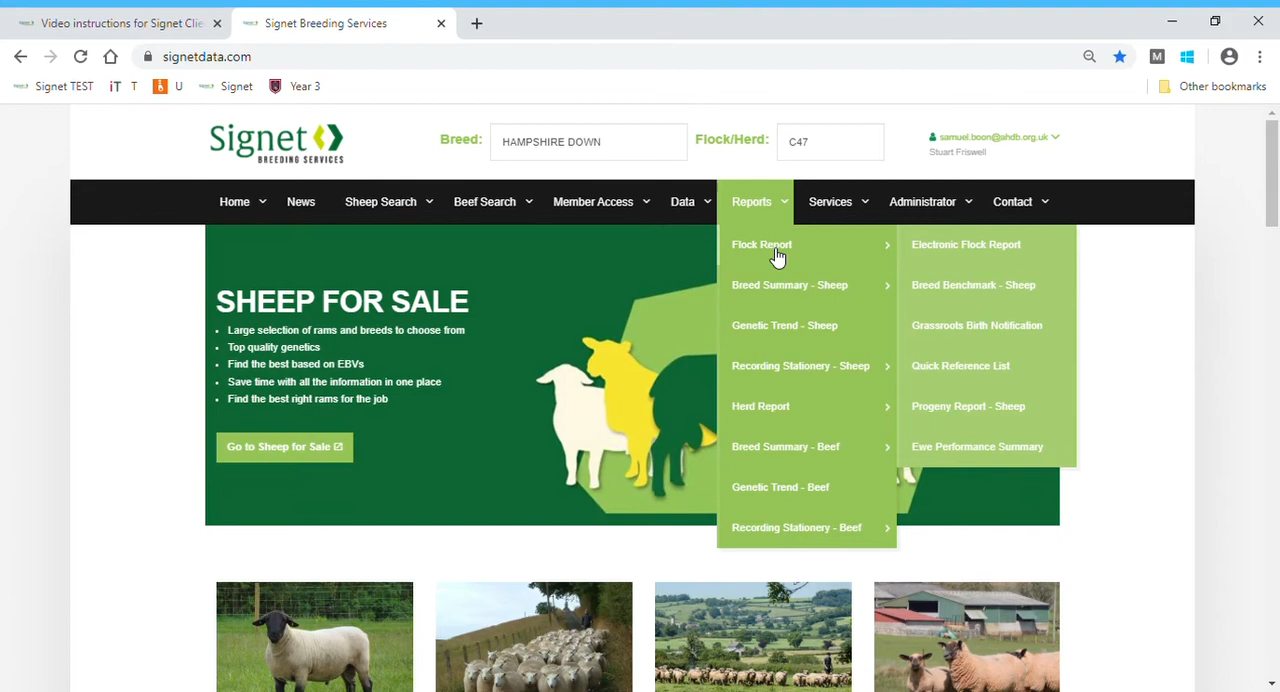 Video instructions for Signet Clie
Signet Breeding Services
signetdata.com
M
Signet TEST
iT T
U
Signet
Year 3
Other bookmarks
Signet
BREEDING SERVICES
Breed: HAMPSHIRE DOWN
Flock/Herd: C47
samuel.boon@ahdb.org.uk
Stuart Friswell
Home
News
Sheep Search
Beef Search
Member Access
Data
Reports
Services
Administrator
Contact
Flock Report
Breed Summary - Sheep
Genetic Trend - Sheep
Recording Stationery - Sheep
Herd Report
Breed Summary - Beef
Genetic Trend - Beef
Recording Stationery - Beef
Electronic Flock Report
Breed Benchmark - Sheep
Grassroots Birth Notification
Quick Reference List
Progeny Report - Sheep
Ewe Performance Summary
SHEEP FOR SALE
Large selection of rams and breeds to choose from
Top quality genetics
Find the best based on EBVs
Save time with all the information in one place
Find the best right rams for the job
Go to Sheep for Sale